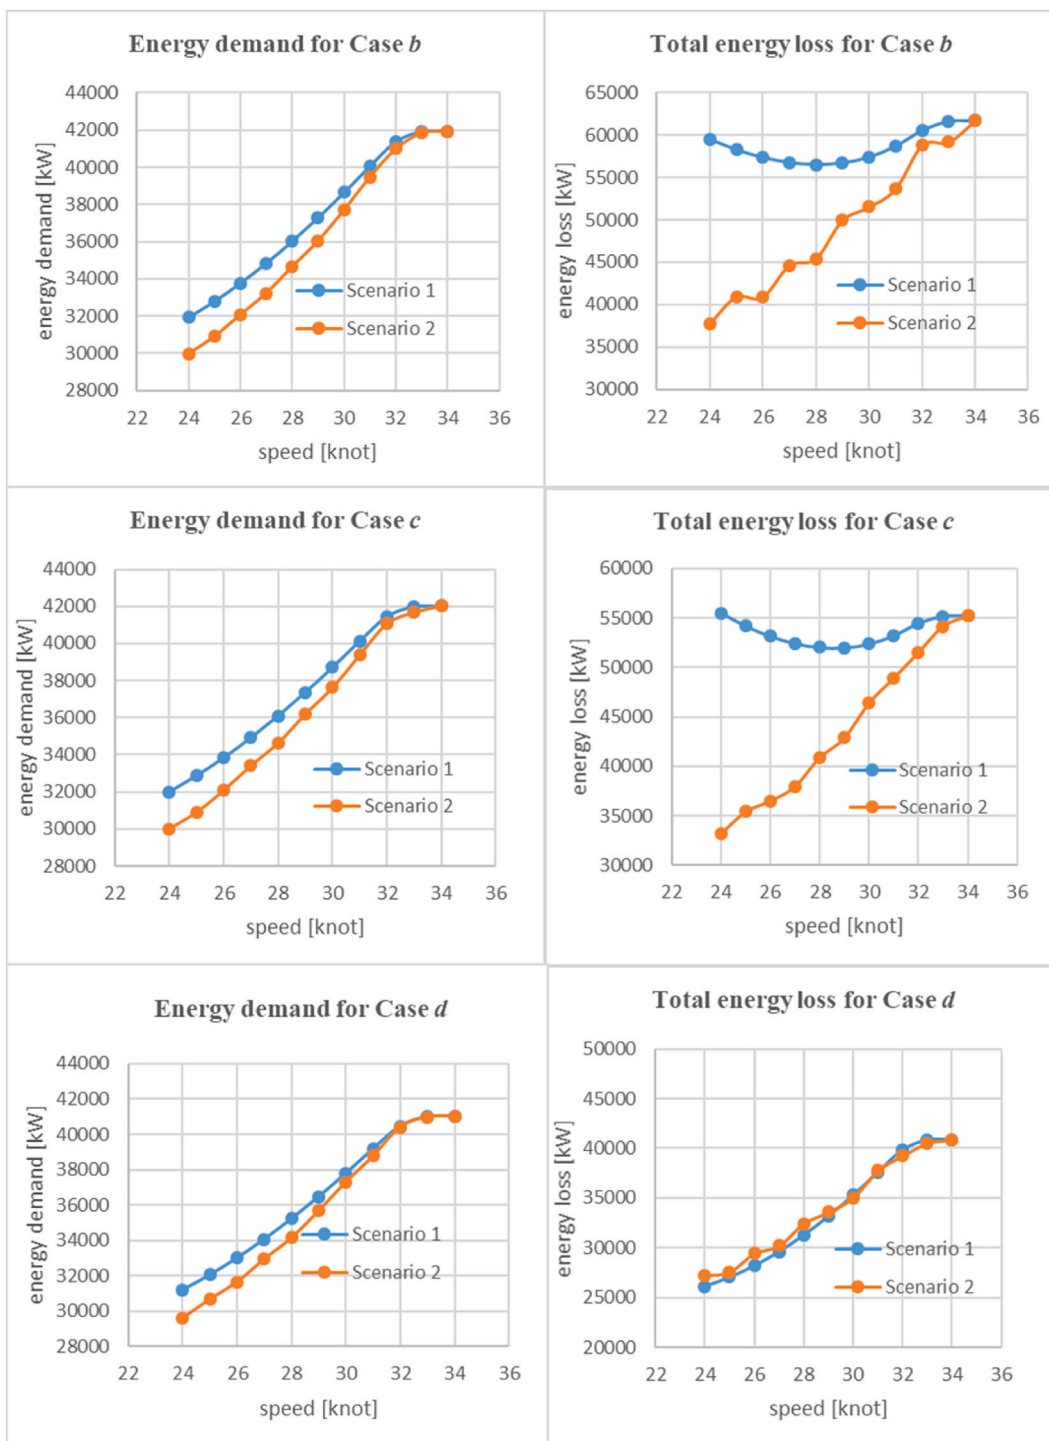 Energy demand for Case b
44000
42000
40000
38000
36000
34000
32000
30000
28000
energy demand [kW]
Scenario 1
Scenario 2
22 24 26 28 30 32 34 36
speed [knot]
Total energy loss for Case b
65000
60000
55000
50000
45000
40000
35000
30000
energy loss [kW]
Scenario 1
Scenario 2
22 24 26 28 30 32 34 36
speed [knot]
Energy demand for Case c
44000
42000
40000
38000
36000
34000
32000
30000
28000
energy demand [kW]
Scenario 1
Scenario 2
22 24 26 28 30 32 34 36
speed [knot]
Total energy loss for Case c
60000
55000
50000
45000
40000
35000
30000
energy loss [kW]
Scenario 1
Scenario 2
22 24 26 28 30 32 34 36
speed [knot]
Energy demand for Case d
44000
42000
40000
38000
36000
34000
32000
30000
28000
energy demand [kW]
Scenario 1
Scenario 2
22 24 26 28 30 32 34 36
speed [knot]
Total energy loss for Case d
50000
45000
40000
35000
30000
25000
20000
energy loss [kW]
Scenario 1
Scenario 2
22 24 26 28 30 32 34 36
speed [knot]